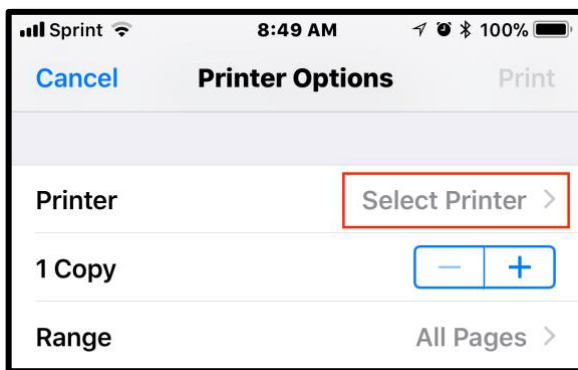 Sprint 8:49 AM 100%
Cancel Printer Options Print
Printer Select Printer >
1 Copy − +
Range All Pages >